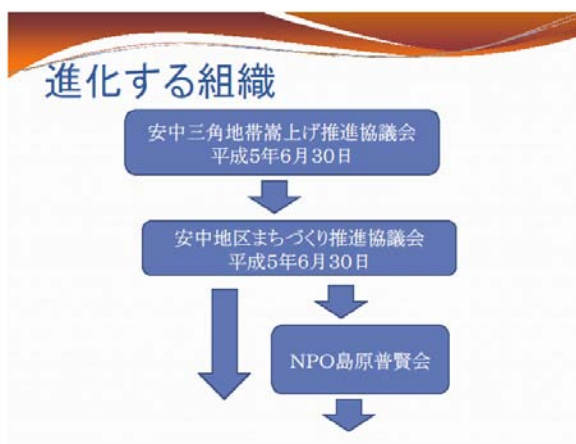 進化する組織
安中三角地帯嵩上げ推進協議会
平成5年6月30日
安中地区まちづくり推進協議会
平成5年6月30日
NPO島原普賢会